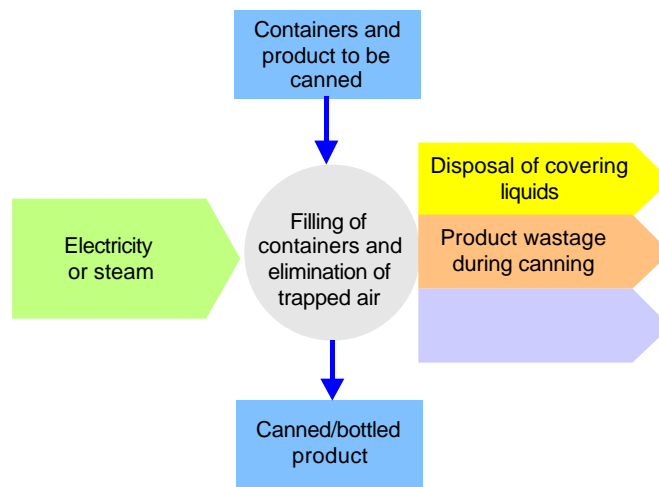 Containers and
product to be
canned
Disposal of covering
liquids
Electricity
or steam
Filling of
containers and
elimination of
trapped air
Product wastage
during canning
Canned/bottled
product